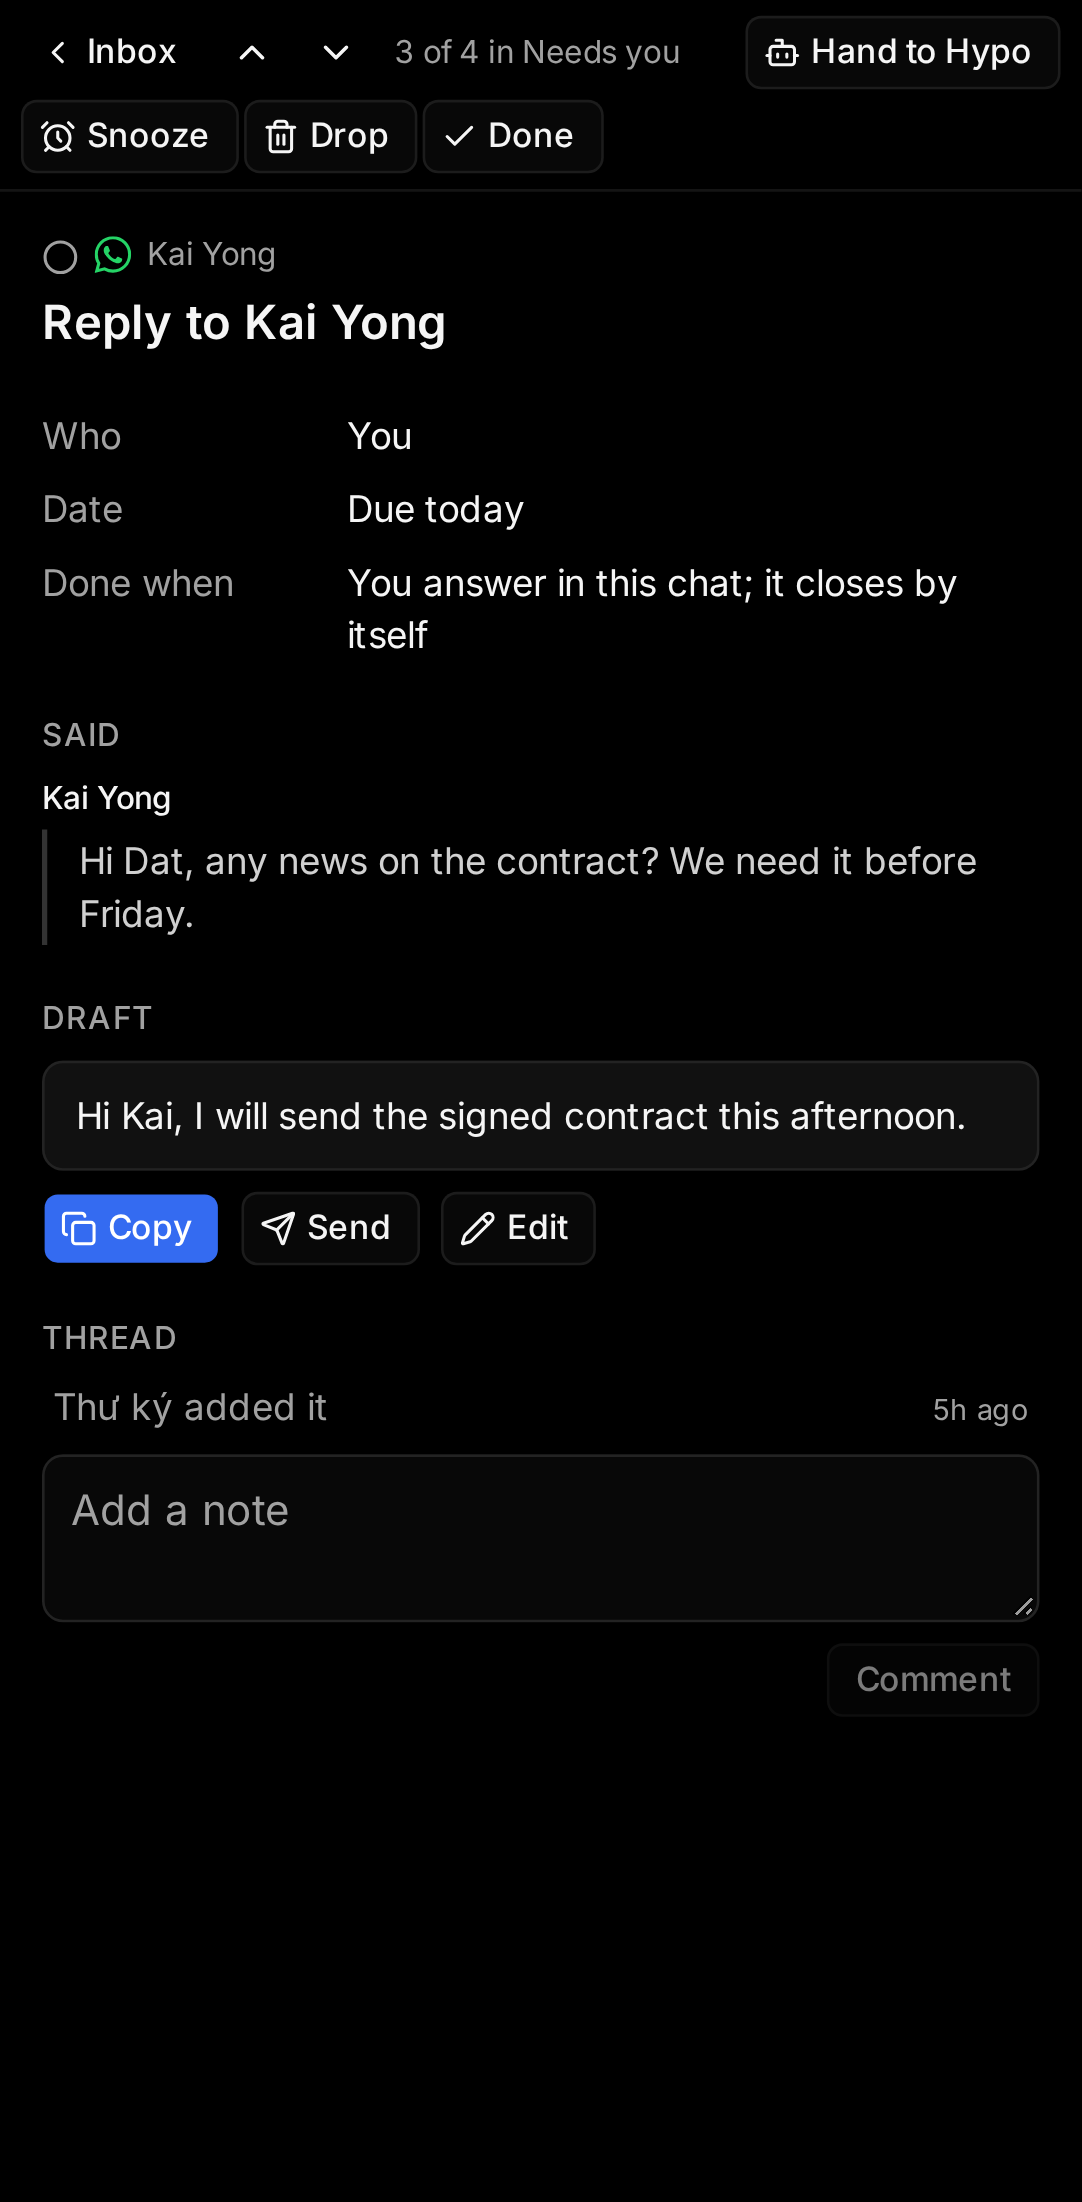 Inbox
3 of 4 in Needs you
Hand to Hypo
Snooze
Drop
Done
Kai Yong
Reply to Kai Yong
Who
You
Date
Due today
Done when
You answer in this chat; it closes by
itself
SAID
Kai Yong
Hi Dat, any news on the contract? We need it before
Friday.
DRAFT
Hi Kai, I will send the signed contract this afternoon.
Copy
Send
Edit
THREAD
Thư ký added it
5h ago
Add a note
Comment